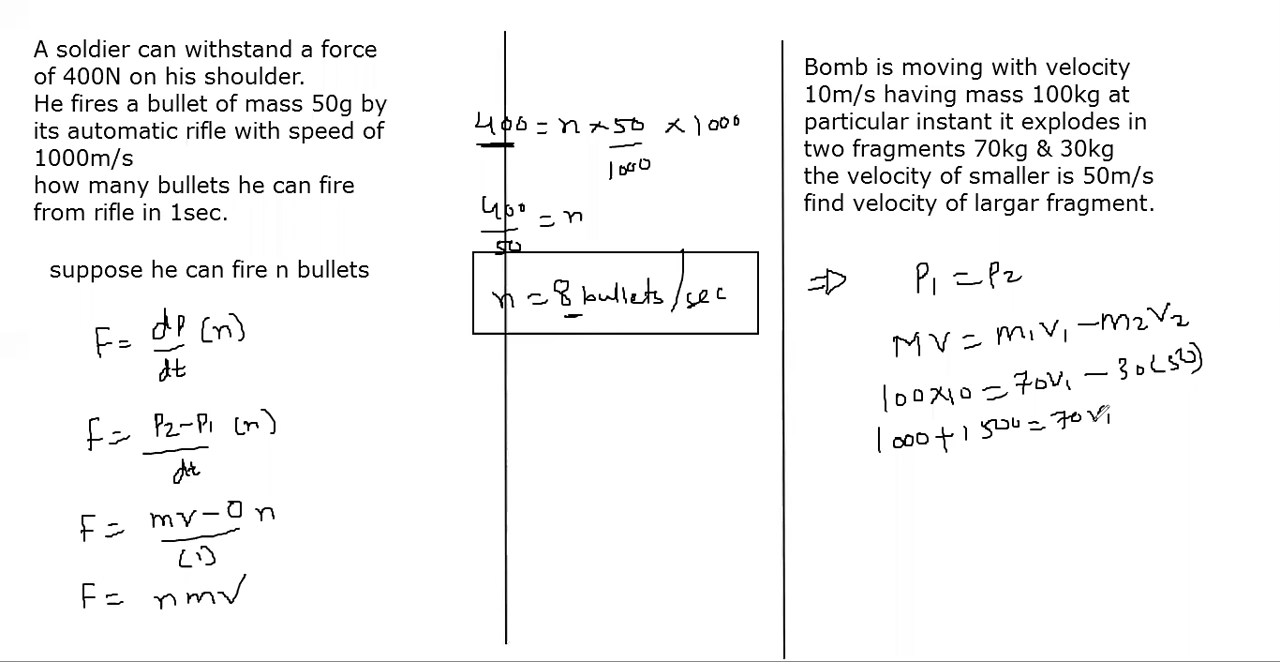 A soldier can withstand a force
of 400N on his shoulder.
He fires a bullet of mass 50g by
its automatic rifle with speed of
1000m/s
how many bullets he can fire
from rifle in 1sec.
suppose he can fire n bullets
F = dP/dt (n)
F = P2-P1/dt (n)
F = mv-0/(1) n
F = nmv
400 = n × 50/1000 × 1000
400/50 = n
n = 8 bullets/sec
Bomb is moving with velocity
10m/s having mass 100kg at
particular instant it explodes in
two fragments 70kg & 30kg
the velocity of smaller is 50m/s
find velocity of largar fragment.
⇒ P1 = P2
MV = m1V1 - m2V2
100×10 = 70V1 - 30(50)
1000 + 1500 = 70V1